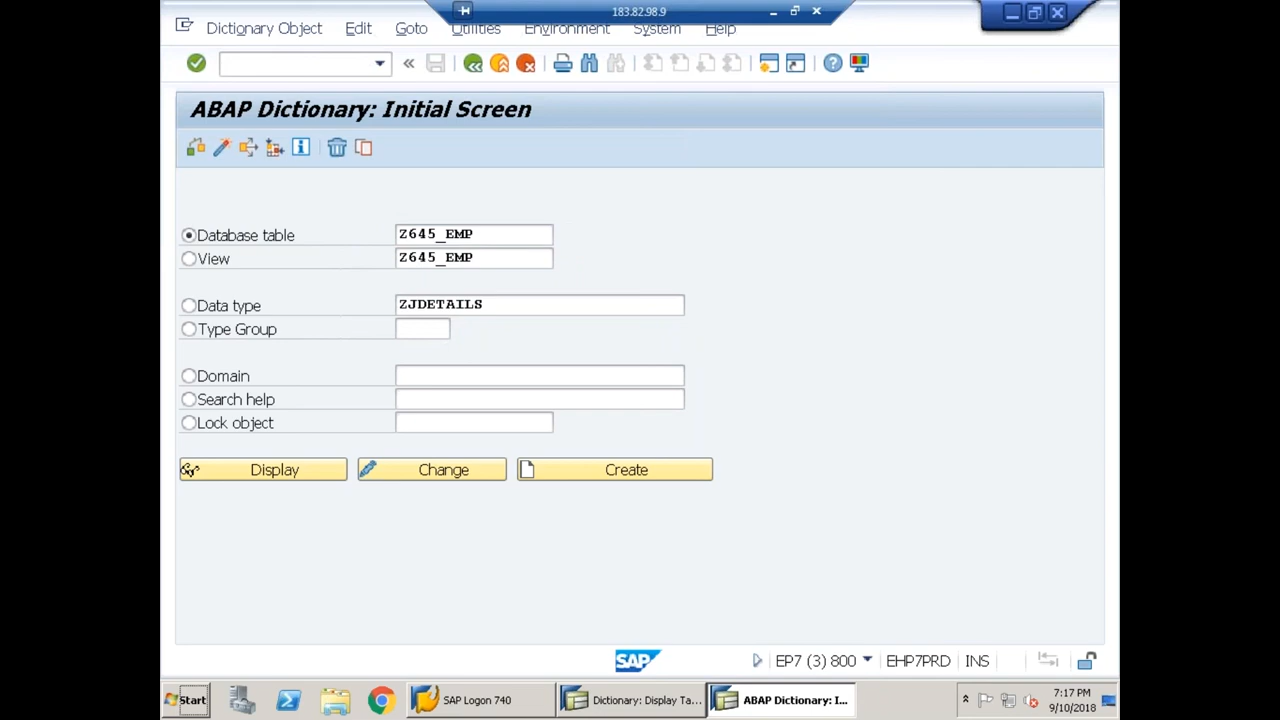 183.82.98.9
Dictionary Object Edit Goto Utilities Environment System Help
ABAP Dictionary: Initial Screen
Database table Z645_EMP
View Z645_EMP
Data type ZJDETAILS
Type Group
Domain
Search help
Lock object
Display Change Create
SAP EP7 (3) 800 EHP7PRD INS
Start SAP Logon 740 Dictionary: Display Ta... ABAP Dictionary: I... 7:17 PM
9/10/2018